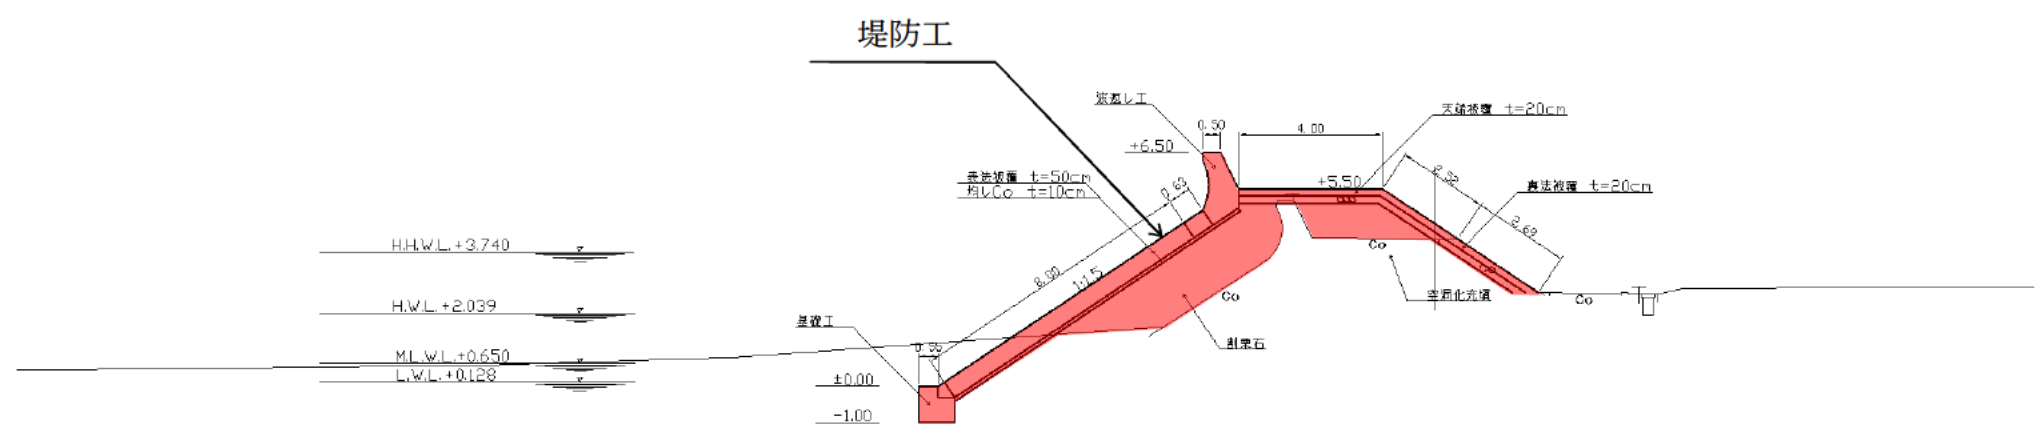 堤防工
波返し工
0.50
4.00
天端被覆 t=20cm
+6.50
2.52
表法被覆 t=50cm
均しCo t=10cm
0.63
+5.50
裏法被覆 t=20cm
2.69
H.H.W.L.+3.740
Co
8.90
1:1.5
Co
空洞化充填
Co
H.W.L.+2.039
基礎工
割栗石
M.L.W.L.+0.650
0.55
L.W.L.+0.128
±0.00
-1.00